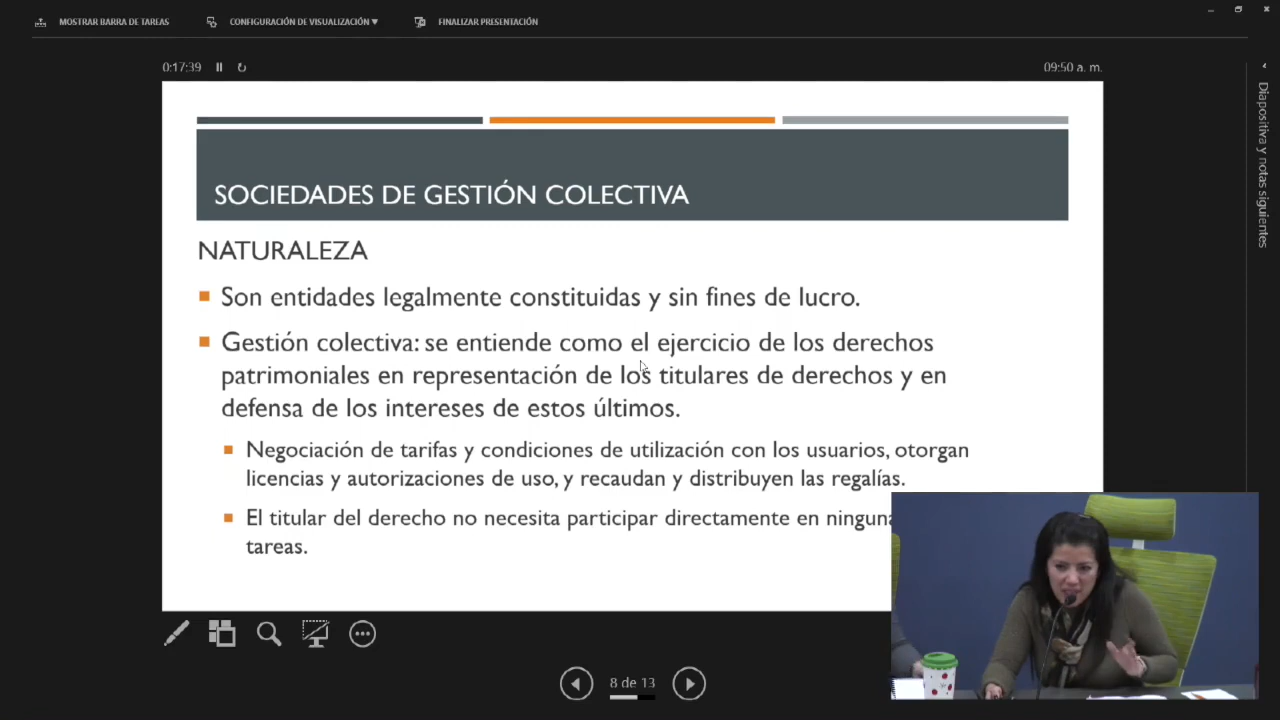 MOSTRAR BARRA DE TAREAS
CONFIGURACIÓN DE VISUALIZACIÓN ▼
FINALIZAR PRESENTACIÓN
0:17:39
09:50 a. m.
Diapositiva y notas siguientes
SOCIEDADES DE GESTIÓN COLECTIVA
NATURALEZA
Son entidades legalmente constituidas y sin fines de lucro.
Gestión colectiva: se entiende como el ejercicio de los derechos
patrimoniales en representación de los titulares de derechos y en
defensa de los intereses de estos últimos.
Negociación de tarifas y condiciones de utilización con los usuarios, otorgan
licencias y autorizaciones de uso, y recaudan y distribuyen las regalías.
El titular del derecho no necesita participar directamente en ninguna
tareas.
8 de 13